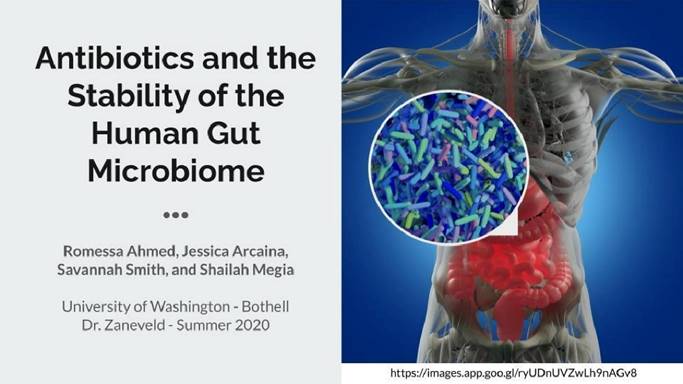 Antibiotics and the
Stability of the
Human Gut
Microbiome
Romessa Ahmed, Jessica Arcaina,
Savannah Smith, and Shailah Megia
University of Washington - Bothell
Dr. Zaneveld - Summer 2020
https://images.app.goo.gl/ryUDnUVZwLh9nAGv8